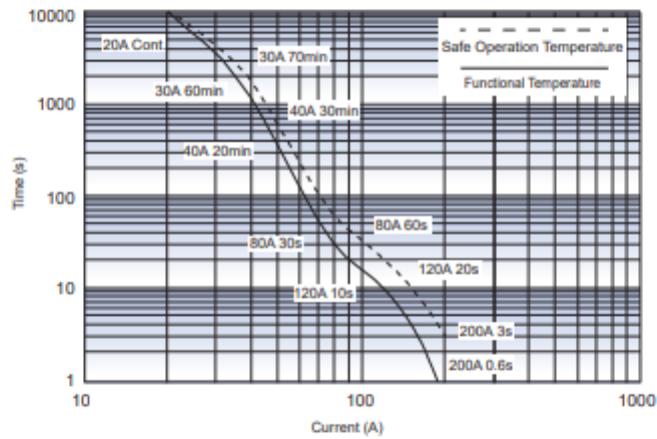 10000
1000
100
10
1
Time (s)
20A Cont.
30A 70min
30A 60min
40A 30min
40A 20min
80A 60s
80A 30s
120A 20s
120A 10s
200A 3s
200A 0.6s
Safe Operation Temperature
Functional Temperature
10
100
1000
Current (A)